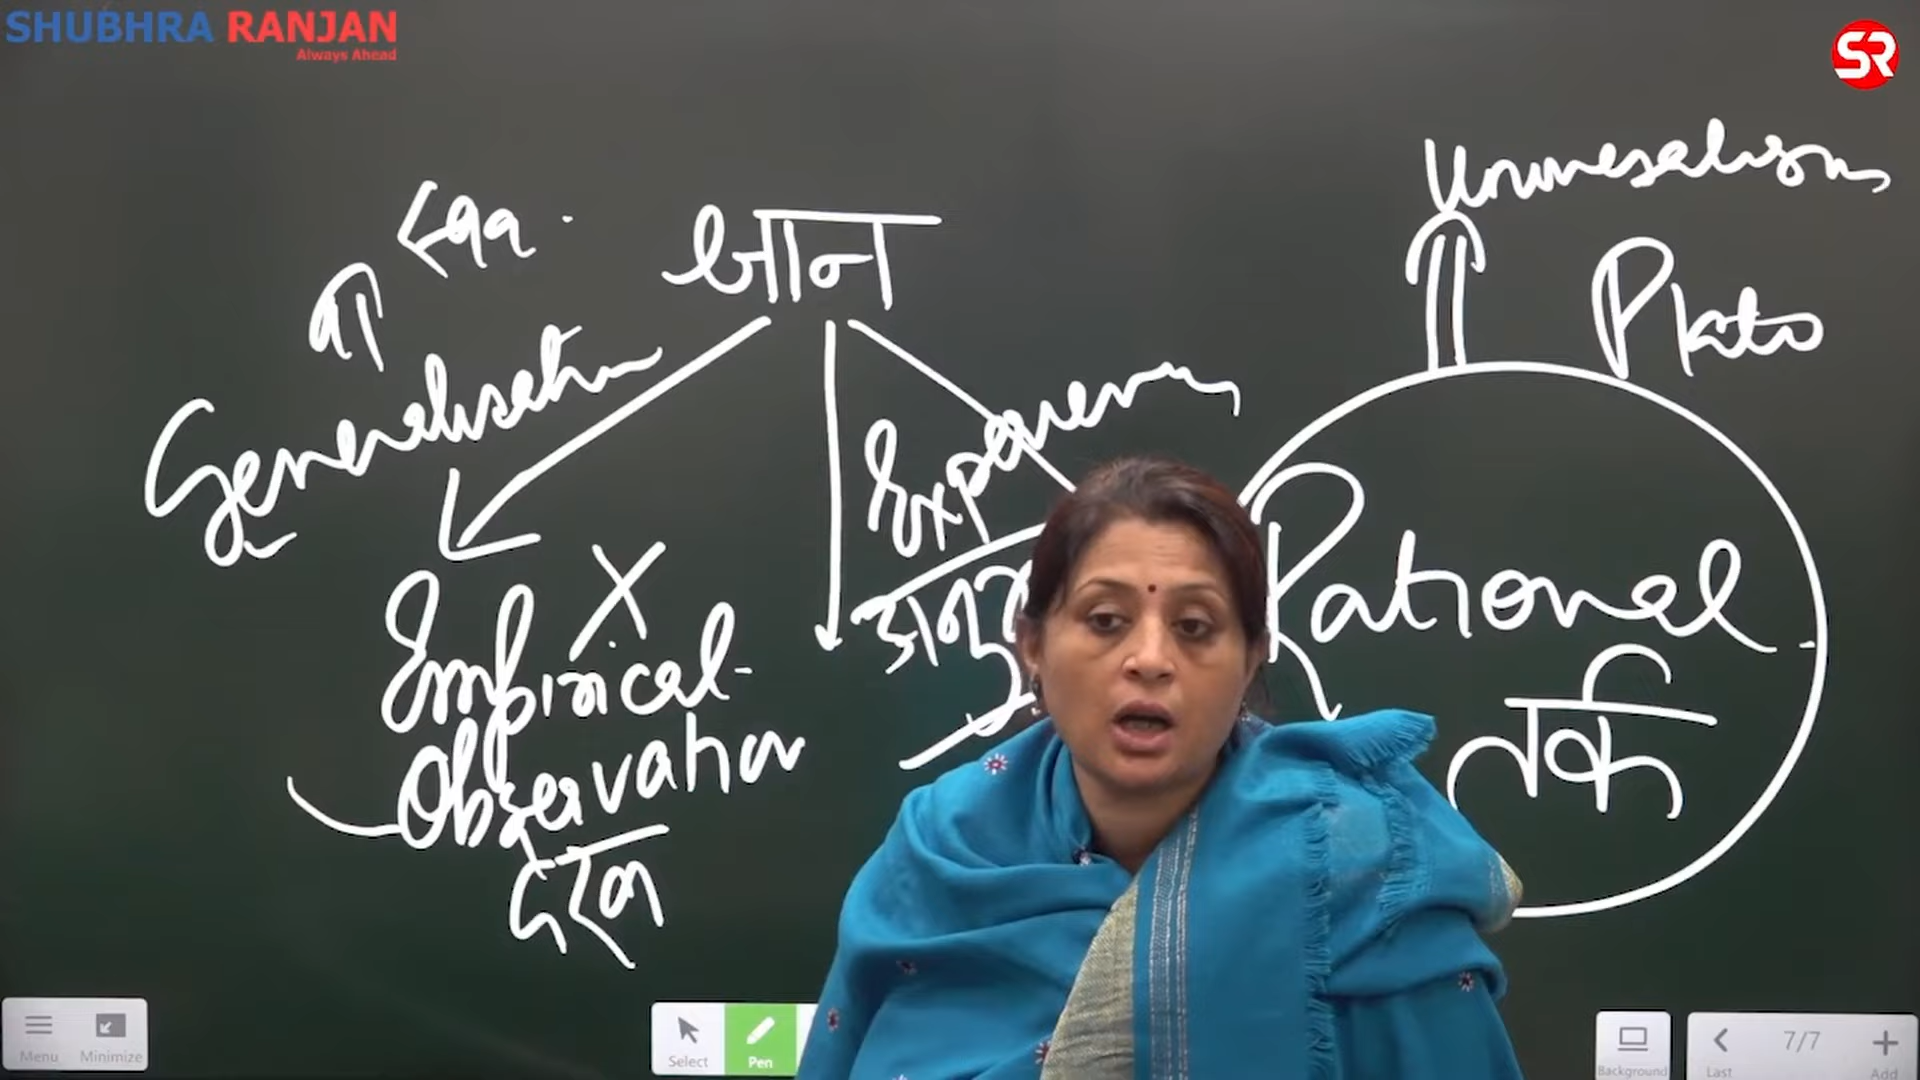 SHUBHRA RANJAN
Always Ahead
SR
Universalism
Plato
ज्ञान
Generalisation
Empirical
Observation
Rational
तर्क
Menu
Minimize
Select
Pen
Background
Last
7/7
Add